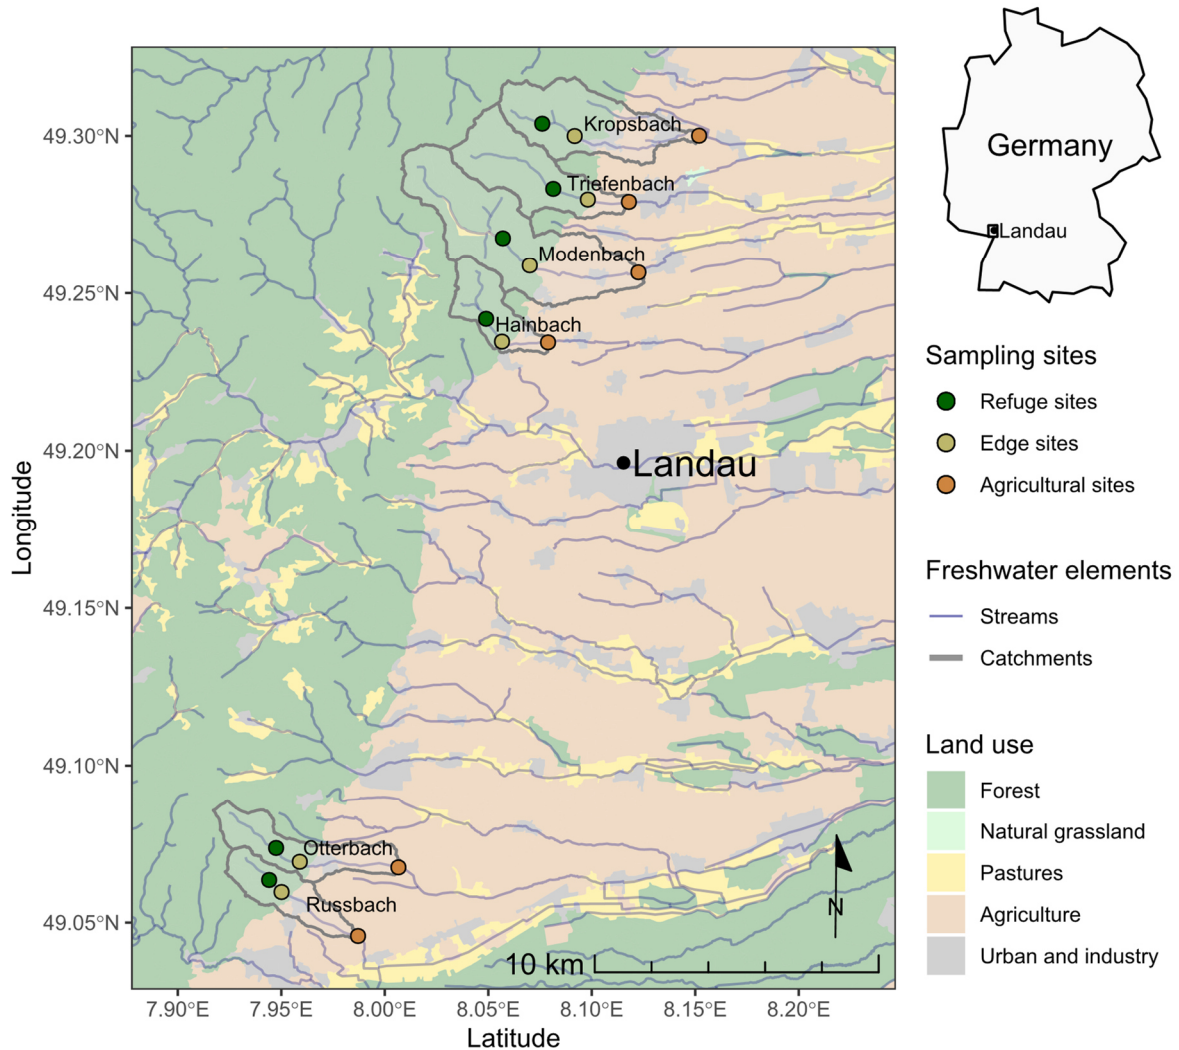 Germany
Landau
49.30°N
49.25°N
49.20°N
49.15°N
49.10°N
49.05°N
Longitude
Kropsbach
Triefenbach
Modenbach
Hainbach
Landau
Otterbach
Russbach
N
10 km
7.90°E
7.95°E
8.00°E
8.05°E
8.10°E
8.15°E
8.20°E
Latitude
Sampling sites
Refuge sites
Edge sites
Agricultural sites
Freshwater elements
Streams
Catchments
Land use
Forest
Natural grassland
Pastures
Agriculture
Urban and industry